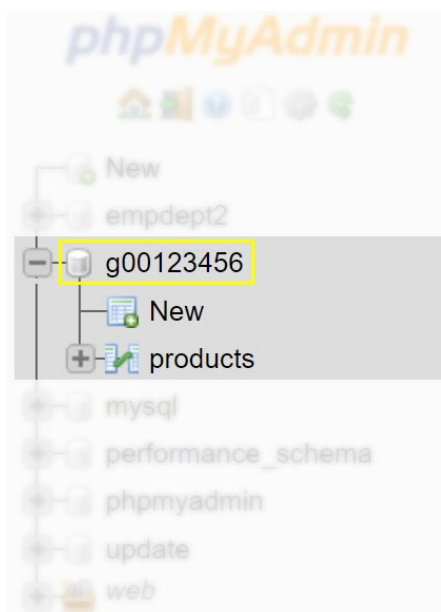 phpMyAdmin
New
empdept2
g00123456
New
products
mysql
performance_schema
phpmyadmin
update
web